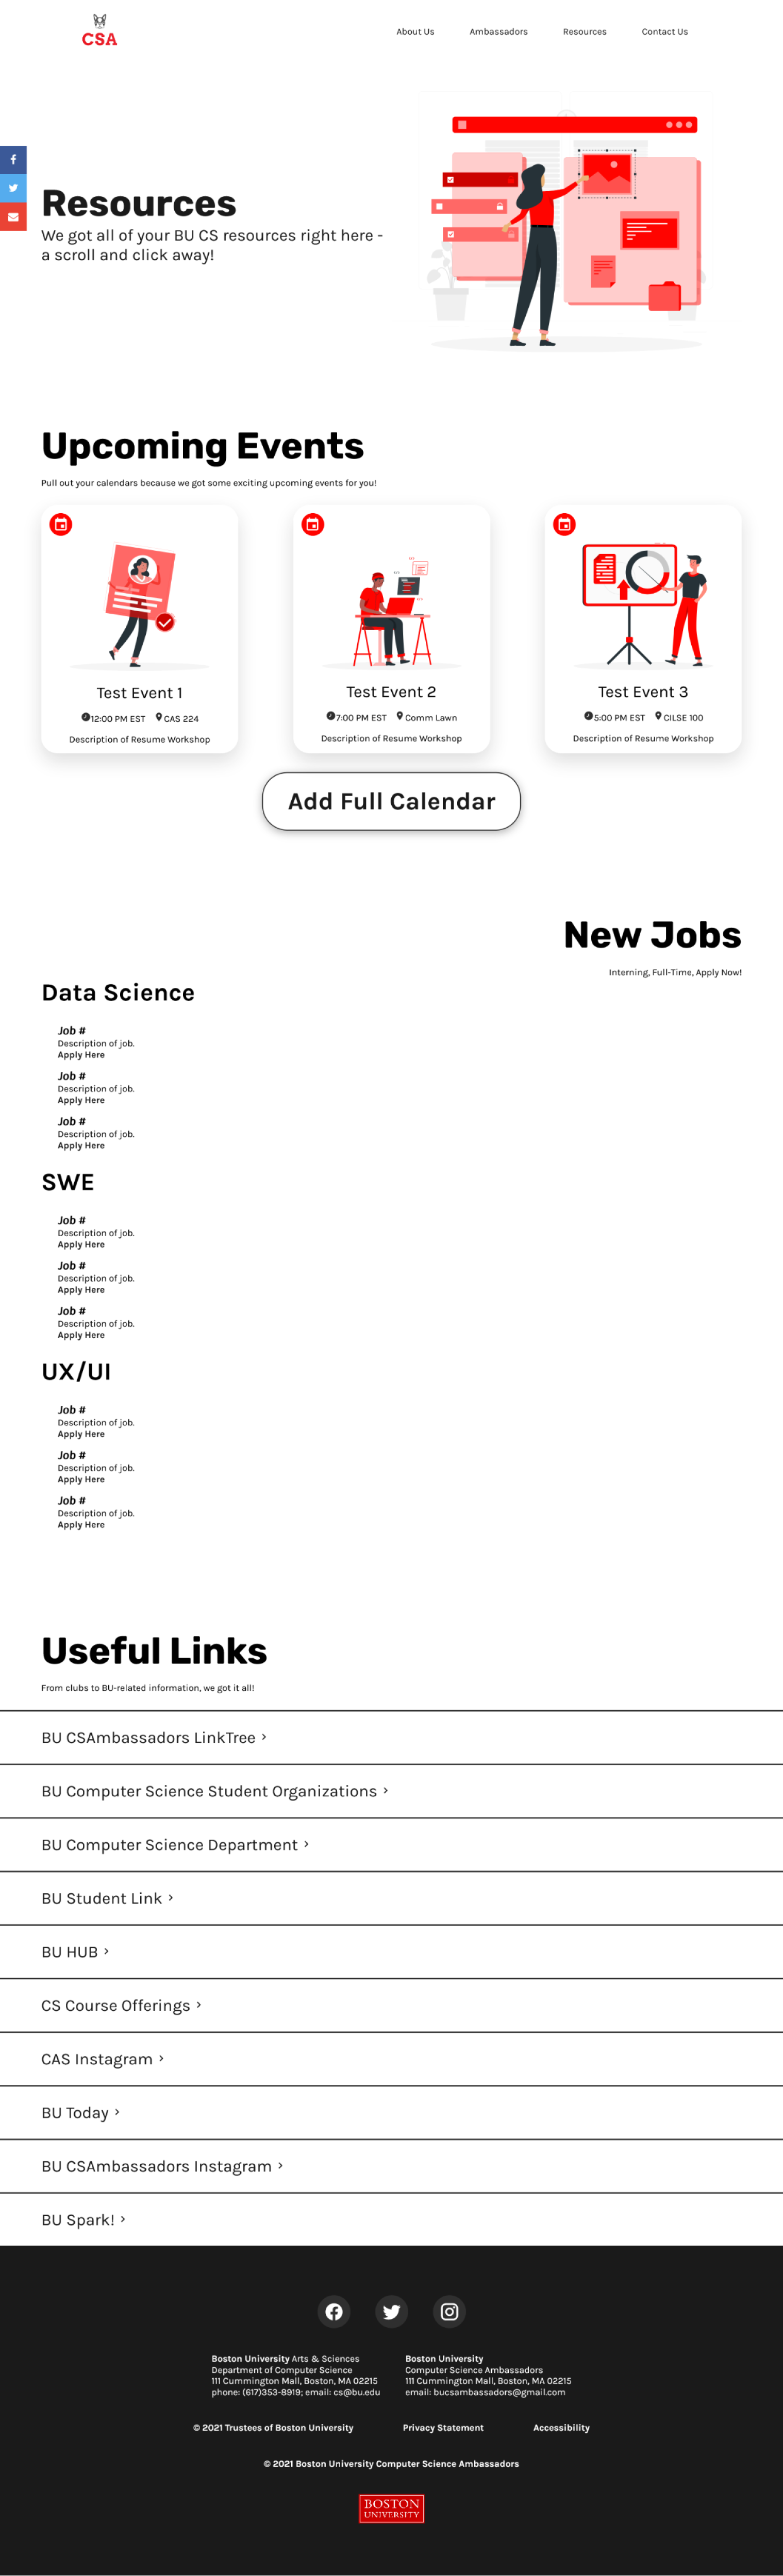 CSA
About Us Ambassadors Resources Contact Us
Resources
We got all of your BU CS resources right here -
a scroll and click away!
Upcoming Events
Pull out your calendars because we got some exciting upcoming events for you!
Test Event 1
12:00 PM EST CAS 224
Description of Resume Workshop
Test Event 2
7:00 PM EST Comm Lawn
Description of Resume Workshop
Test Event 3
5:00 PM EST CILSE 100
Description of Resume Workshop
Add Full Calendar
New Jobs
Interning, Full-Time, Apply Now!
Data Science
Job #
Description of job.
Apply Here
Job #
Description of job.
Apply Here
Job #
Description of job.
Apply Here
SWE
Job #
Description of job.
Apply Here
Job #
Description of job.
Apply Here
Job #
Description of job.
Apply Here
UX/UI
Job #
Description of job.
Apply Here
Job #
Description of job.
Apply Here
Job #
Description of job.
Apply Here
Useful Links
From clubs to BU-related information, we got it all!
BU CSAmbassadors LinkTree ›
BU Computer Science Student Organizations ›
BU Computer Science Department ›
BU Student Link ›
BU HUB ›
CS Course Offerings ›
CAS Instagram ›
BU Today ›
BU CSAmbassadors Instagram ›
BU Spark! ›
Boston University Arts & Sciences
Department of Computer Science
111 Cummington Mall, Boston, MA 02215
phone: (617)353-8919; email: cs@bu.edu
Boston University
Computer Science Ambassadors
111 Cummington Mall, Boston, MA 02215
email: bucsambassadors@gmail.com
© 2021 Trustees of Boston University Privacy Statement Accessibility
© 2021 Boston University Computer Science Ambassadors
BOSTON
UNIVERSITY